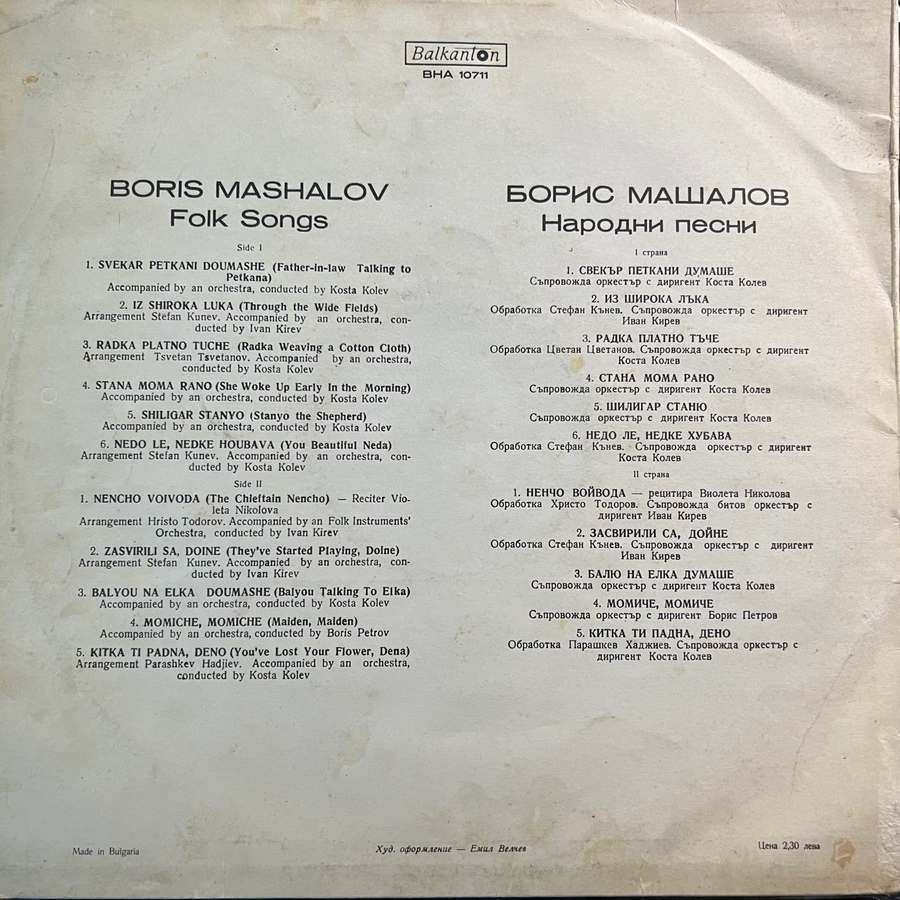 Balkanton
BHA 10711
BORIS MASHALOV
Folk Songs
Side I
1. SVEKAR PETKANI DOUMASHE (Father-in-law Talking to
Petkana)
Accompanied by an orchestra, conducted by Kosta Kolev
2. IZ SHIROKA LUKA (Through the Wide Fields)
Arrangement Stefan Kunev. Accompanied by an orchestra, con-
ducted by Ivan Kirev
3. RADKA PLATNO TUCHE (Radka Weaving a Cotton Cloth)
Arrangement Tsvetan Tsvetanov. Accompanied by an orchestra,
conducted by Kosta Kolev
4. STANA MOMA RANO (She Woke Up Early In the Morning)
Accompanied by an orchestra, conducted by Kosta Kolev
5. SHILIGAR STANYO (Stanyo the Shepherd)
Accompanied by an orchestra, conducted by Kosta Kolev
6. NEDO LE, NEDKE HOUBAVA (You Beautiful Neda)
Arrangement Stefan Kunev. Accompanied by an orchestra, con-
ducted by Kosta Kolev
Side II
1. NENCHO VOIVODA (The Chieftain Nencho) — Reciter Vio-
leta Nikolova
Arrangement Hristo Todorov. Accompanied by an Folk Instruments'
Orchestra, conducted by Ivan Kirev
2. ZASVIRILI SA, DOINE (They've Started Playing, Doine)
Arrangement Stefan Kunev. Accompanied by an orchestra, con-
ducted by Ivan Kirev
3. BALYOU NA ELKA DOUMASHE (Balyou Talking To Elka)
Accompanied by an orchestra, conducted by Kosta Kolev
4. MOMICHE, MOMICHE (Maiden, Maiden)
Accompanied by an orchestra, conducted by Boris Petrov
5. KITKA TI PADNA, DENO (You've Lost Your Flower, Dena)
Arrangement Parashkev Hadjiev. Accompanied by an orchestra,
conducted by Kosta Kolev
БОРИС МАШАЛОВ
Народни песни
I страна
1. СВЕКЪР ПЕТКАНИ ДУМАШЕ
Съпровожда оркестър с диригент Коста Колев
2. ИЗ ШИРОКА ЛЪКА
Обработка Стефан Кънев. Съпровожда оркестър с диригент
Иван Кирев
3. РАДКА ПЛАТНО ТЪЧЕ
Обработка Цветан Цветанов. Съпровожда оркестър с диригент
Коста Колев
4. СТАНА МОМА РАНО
Съпровожда оркестър с диригент Коста Колев
5. ШИЛИГАР СТАНЮ
Съпровожда оркестър с диригент Коста Колев
6. НЕДО ЛЕ, НЕДКЕ ХУБАВА
Обработка Стефан Кънев. Съпровожда оркестър с диригент
Коста Колев
II страна
1. НЕНЧО ВОЙВОДА — рецитира Виолета Николова
Обработка Христо Тодоров. Съпровожда битов оркестър с
диригент Иван Кирев
2. ЗАСВИРИЛИ СА, ДОЙНЕ
Обработка Стефан Кънев. Съпровожда оркестър с диригент
Иван Кирев
3. БАЛЮ НА ЕЛКА ДУМАШЕ
Съпровожда оркестър с диригент Коста Колев
4. МОМИЧЕ, МОМИЧЕ
Съпровожда оркестър с диригент Борис Петров
5. КИТКА ТИ ПАДНА, ДЕНО
Обработка Парашкев Хаджиев. Съпровожда оркестър с
диригент Коста Колев
Made in Bulgaria
Худ. оформление — Емил Велчев
Цена 2,30 лева